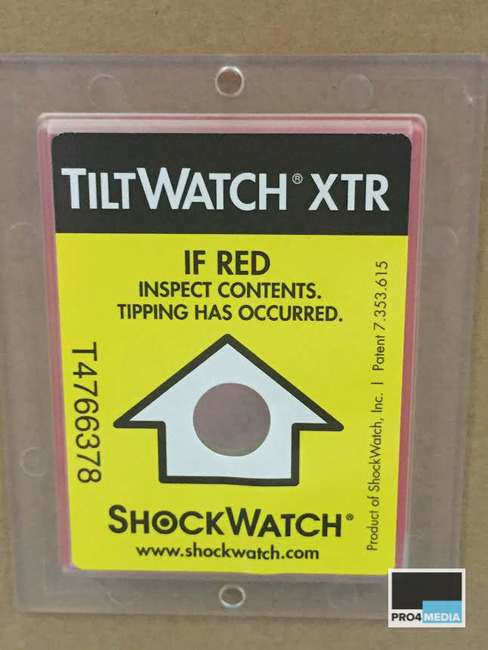 TILTWATCH® XTR
IF RED
INSPECT CONTENTS.
TIPPING HAS OCCURRED.
T4766378
Product of ShockWatch, Inc. | Patent 7.353.615
SHOCKWATCH®
www.shockwatch.com
PRO4MEDIA